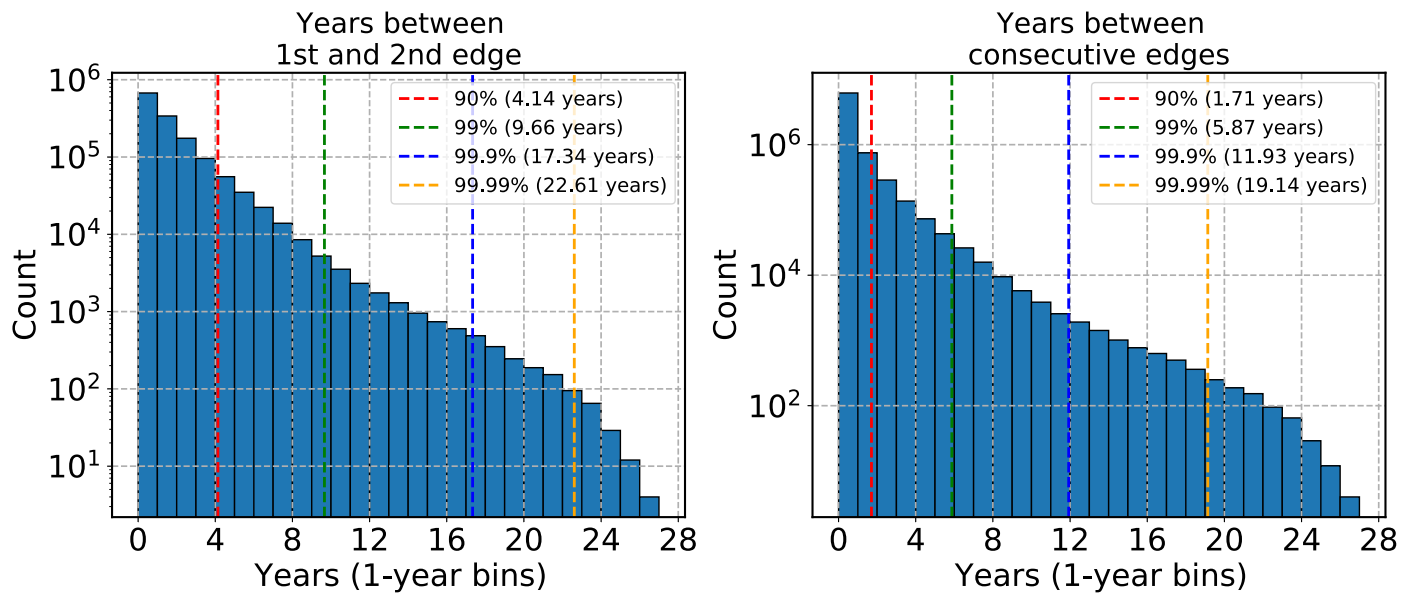 Years between
1st and 2nd edge
10^6
10^5
10^4
10^3
10^2
10^1
Count
90% (4.14 years)
99% (9.66 years)
99.9% (17.34 years)
99.99% (22.61 years)
0 4 8 12 16 20 24 28
Years (1-year bins)
Years between
consecutive edges
10^6
10^4
10^2
Count
90% (1.71 years)
99% (5.87 years)
99.9% (11.93 years)
99.99% (19.14 years)
0 4 8 12 16 20 24 28
Years (1-year bins)